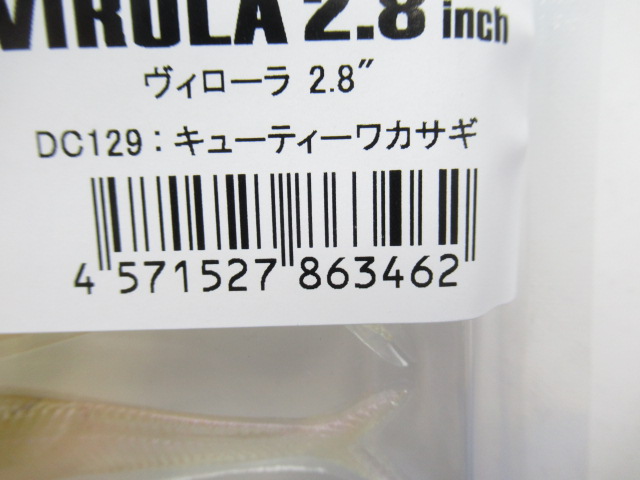 VIROLA 2.8 inch
ヴィローラ 2.8″
DC129：キューティーワカサギ
4 571527 863462